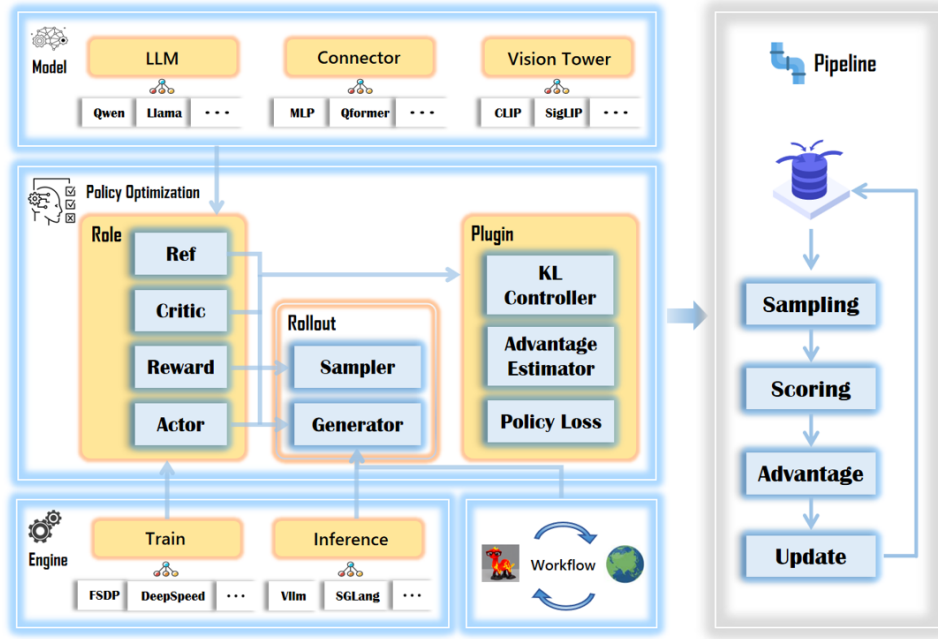 Model
LLM
Connector
Vision Tower
Qwen
Llama
...
MLP
Qformer
...
CLIP
SigLIP
...
Policy Optimization
Role
Ref
Critic
Reward
Actor
Rollout
Sampler
Generator
Plugin
KL
Controller
Advantage
Estimator
Policy Loss
Engine
Train
Inference
FSDP
DeepSpeed
...
Vllm
SGLang
...
Workflow
Pipeline
Sampling
Scoring
Advantage
Update